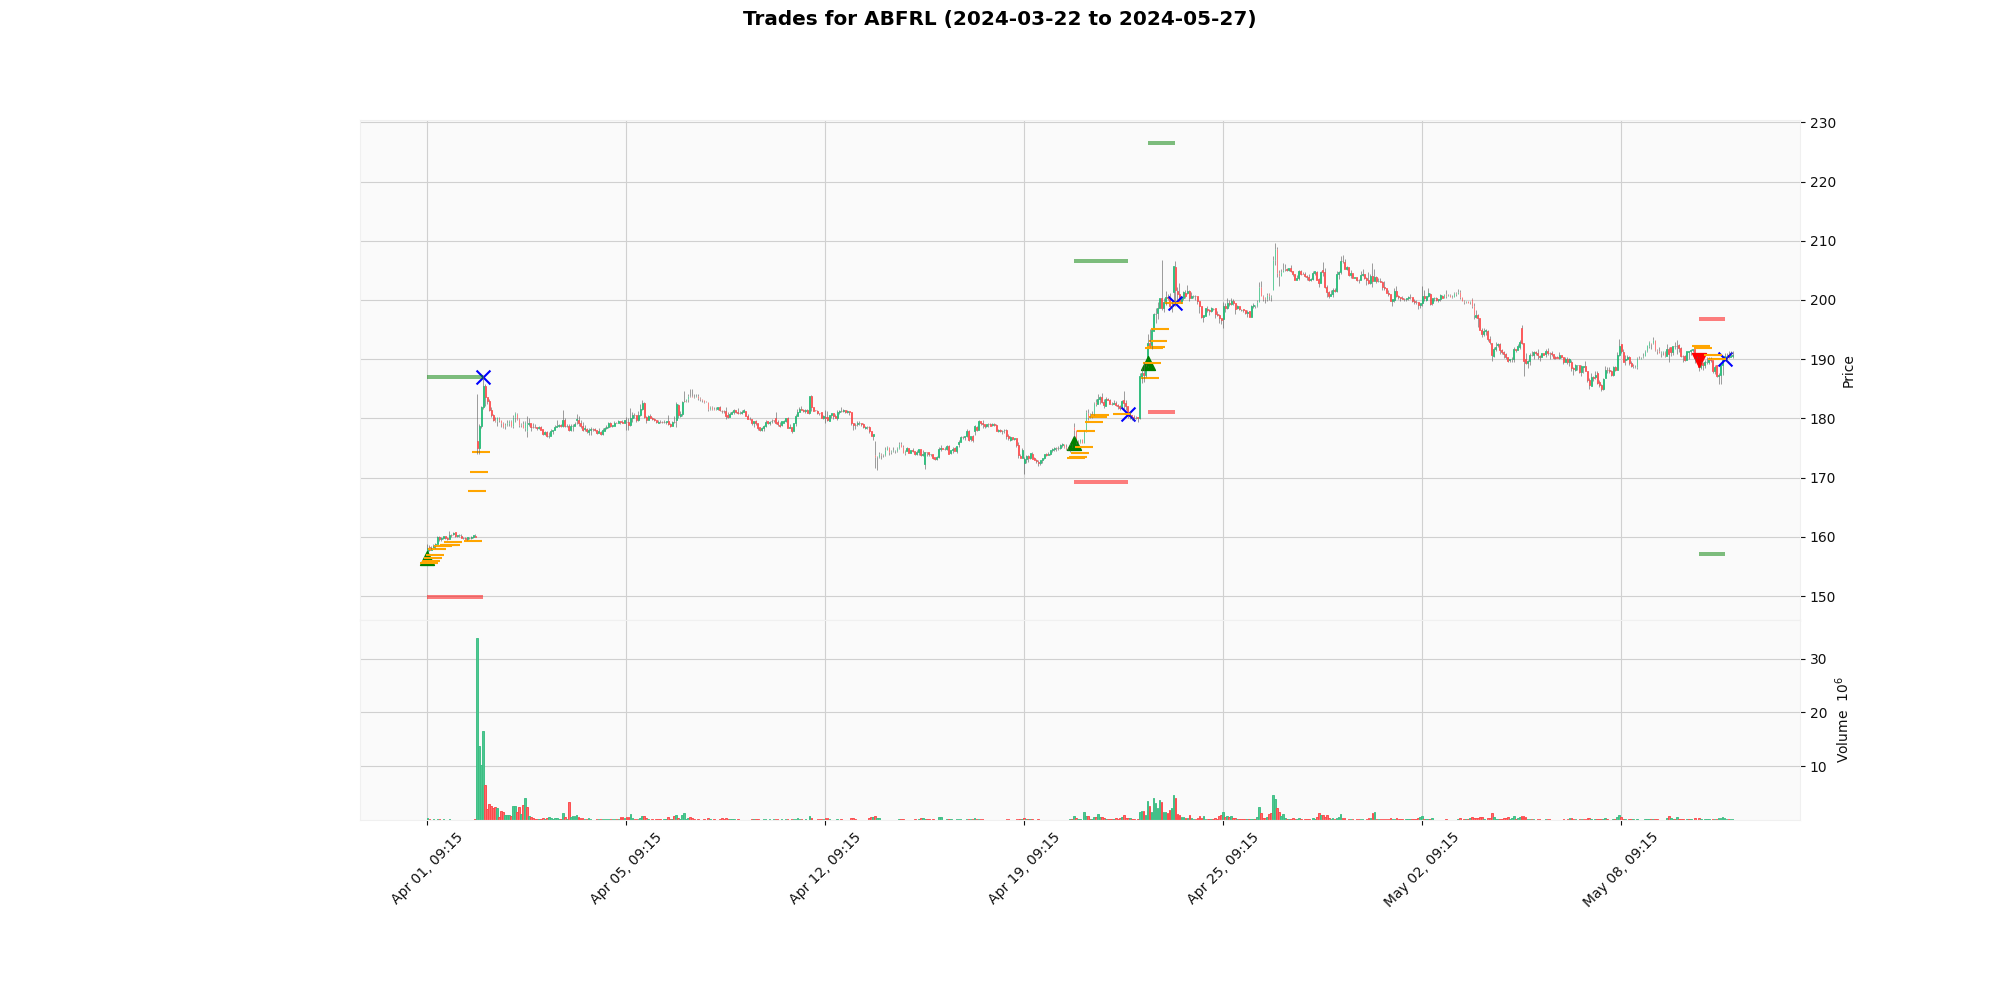 Trades for ABFRL (2024-03-22 to 2024-05-27)
230
220
210
200
190
180
170
160
150
Price
30
20
10
Volume 10⁶
Apr 01, 09:15
Apr 05, 09:15
Apr 12, 09:15
Apr 19, 09:15
Apr 25, 09:15
May 02, 09:15
May 08, 09:15